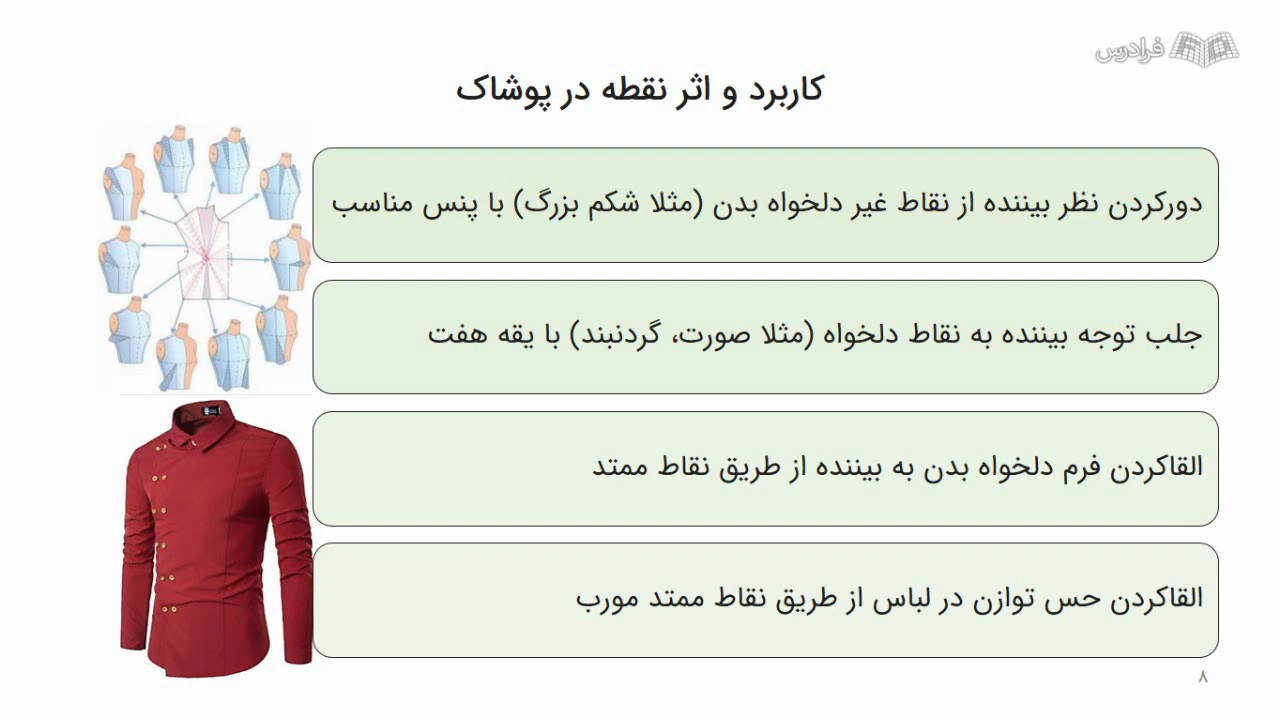 فرادرس
کاربرد و اثر نقطه در پوشاک
دورکردن نظر بیننده از نقاط غیر دلخواه بدن (مثلا شکم بزرگ) با پنس مناسب
جلب توجه بیننده به نقاط دلخواه (مثلا صورت، گردنبند) با یقه هفت
القاکردن فرم دلخواه بدن به بیننده از طریق نقاط ممتد
القاکردن حس توازن در لباس از طریق نقاط ممتد مورب
۸